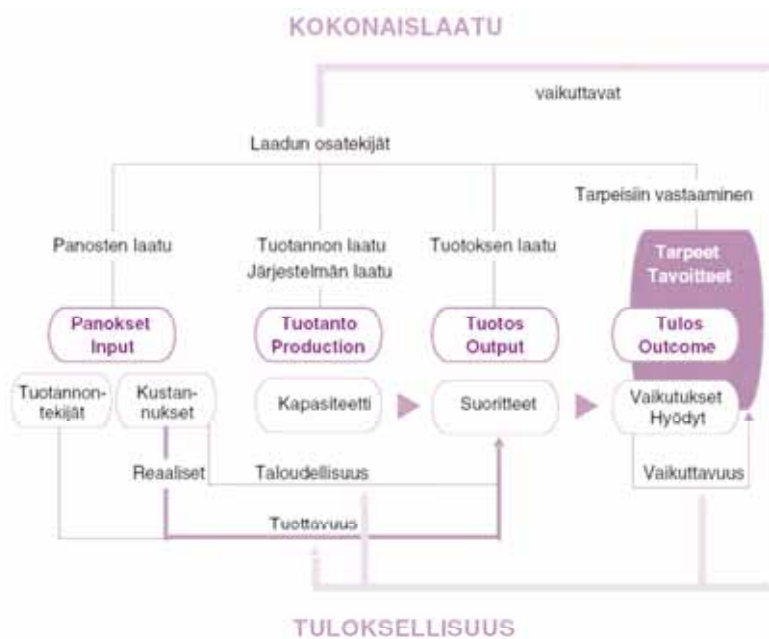 KOKONAISLAATU
vaikuttavat
Laadun osatekijät
Tarpeisiin vastaaminen
Panosten laatu
Tuotannon laatu
Järjestelmän laatu
Tuotoksen laatu
Tarpeet
Tavoitteet
Panokset
Input
Tuotanto
Production
Tuotos
Output
Tulos
Outcome
Tuotannon-
tekijät
Kustan-
nukset
Kapasiteetti
Suoritteet
Vaikutukset
Hyödyt
Reaaliset
Taloudellisuus
Vaikuttavuus
Tuottavuus
TULOKSELLISUUS